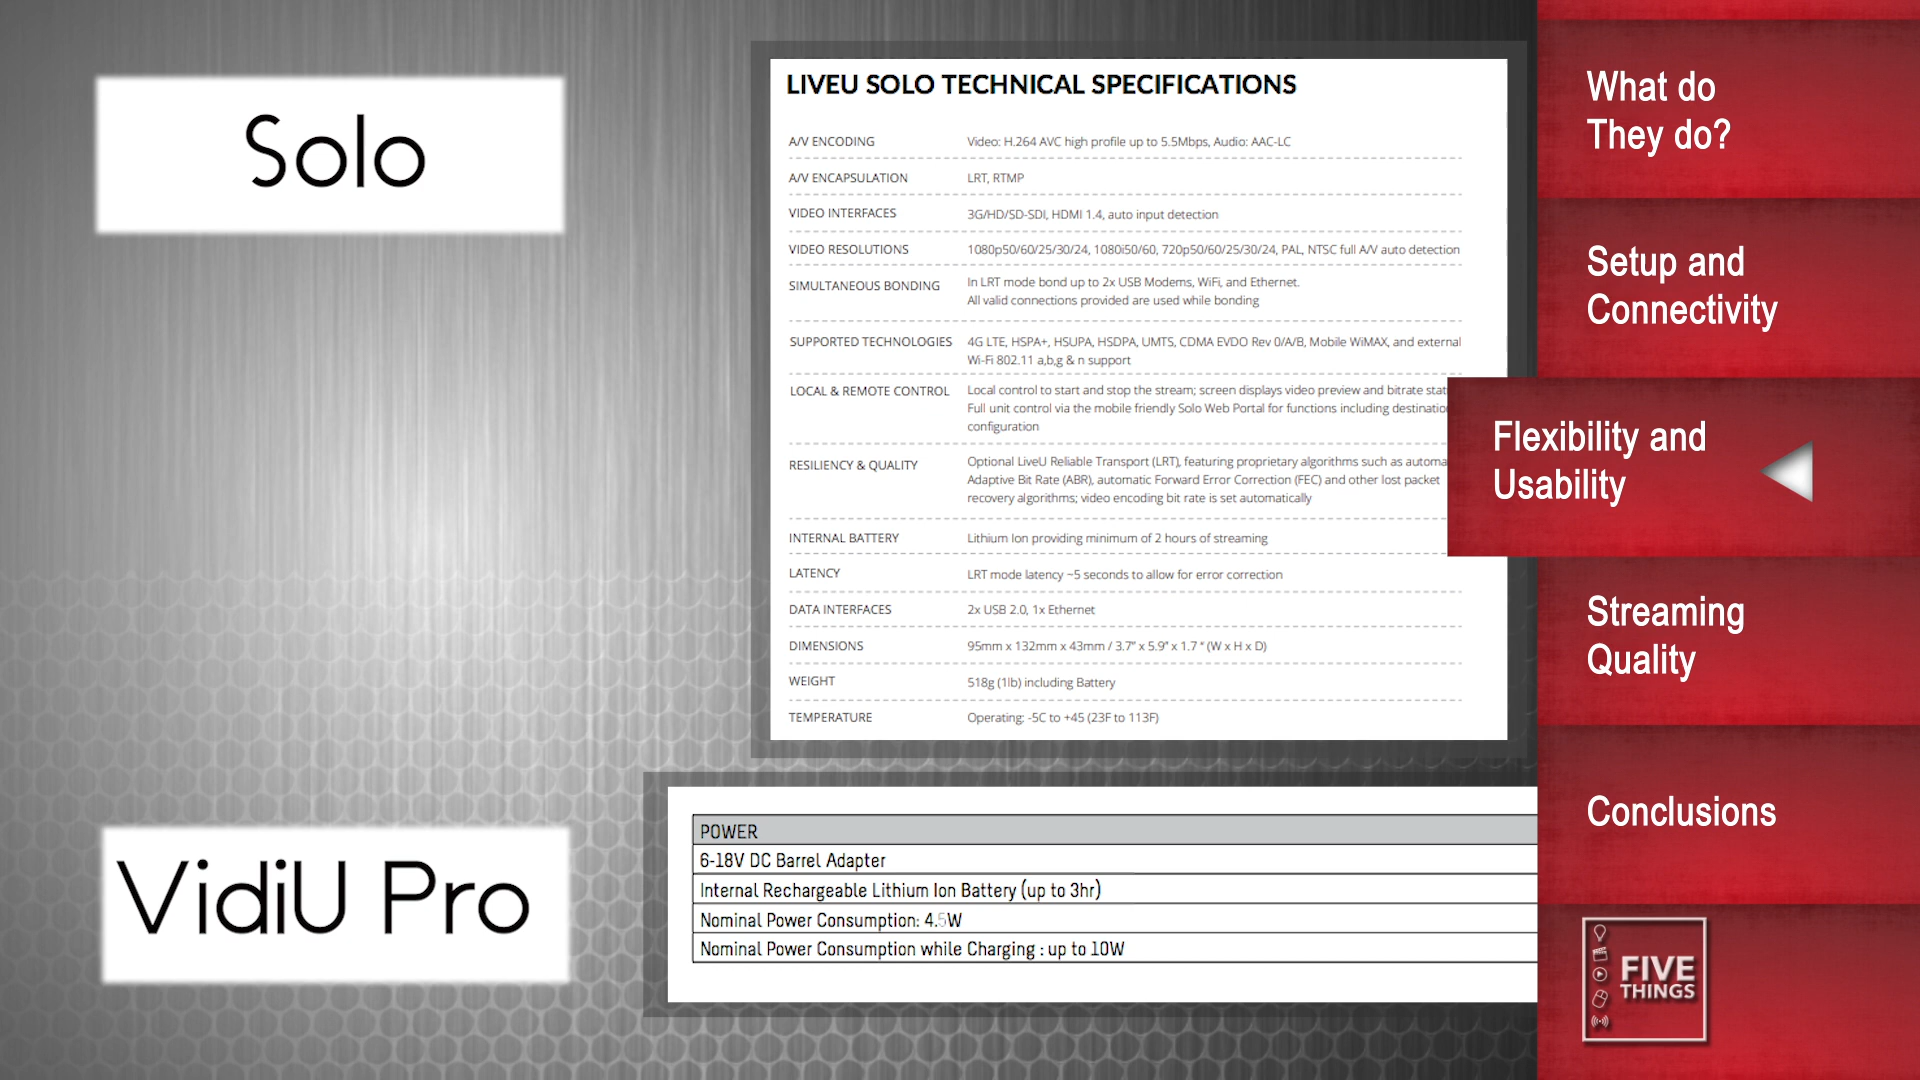 Solo
LIVEU SOLO TECHNICAL SPECIFICATIONS
A/V ENCODING Video: H.264 AVC high profile up to 5.5Mbps, Audio: AAC-LC
A/V ENCAPSULATION LRT, RTMP
VIDEO INTERFACES 3G/HD/SD-SDI, HDMI 1.4, auto input detection
VIDEO RESOLUTIONS 1080p50/60/25/30/24, 1080i50/60, 720p50/60/25/30/24, PAL, NTSC full A/V auto detection
SIMULTANEOUS BONDING In LRT mode bond up to 2x USB Modems, WiFi, and Ethernet.
All valid connections provided are used while bonding
SUPPORTED TECHNOLOGIES 4G LTE, HSPA+, HSUPA, HSDPA, UMTS, CDMA EVDO Rev 0/A/B, Mobile WiMAX, and external
Wi-Fi 802.11 a,b,g & n support
LOCAL & REMOTE CONTROL Local control to start and stop the stream; screen displays video preview and bitrate
Full unit control via the mobile friendly Solo Web Portal for functions including
configuration
RESILIENCY & QUALITY Optional LiveU Reliable Transport (LRT), featuring proprietary algorithms such as
Adaptive Bit Rate (ABR), automatic Forward Error Correction (FEC) and other lost packet
recovery algorithms; video encoding bit rate is set automatically
INTERNAL BATTERY Lithium Ion providing minimum of 2 hours of streaming
LATENCY LRT mode latency ~5 seconds to allow for error correction
DATA INTERFACES 2x USB 2.0, 1x Ethernet
DIMENSIONS 95mm x 132mm x 43mm / 3.7" x 5.9" x 1.7 " (W x H x D)
WEIGHT 518g (1lb) including Battery
TEMPERATURE Operating: -5C to +45 (23F to 113F)
VidiU Pro
POWER
6-18V DC Barrel Adapter
Internal Rechargeable Lithium Ion Battery (up to 3hr)
Nominal Power Consumption: 4.5W
Nominal Power Consumption while Charging : up to 10W
What do
They do?
Setup and
Connectivity
Flexibility and
Usability
Streaming
Quality
Conclusions
FIVE
THINGS